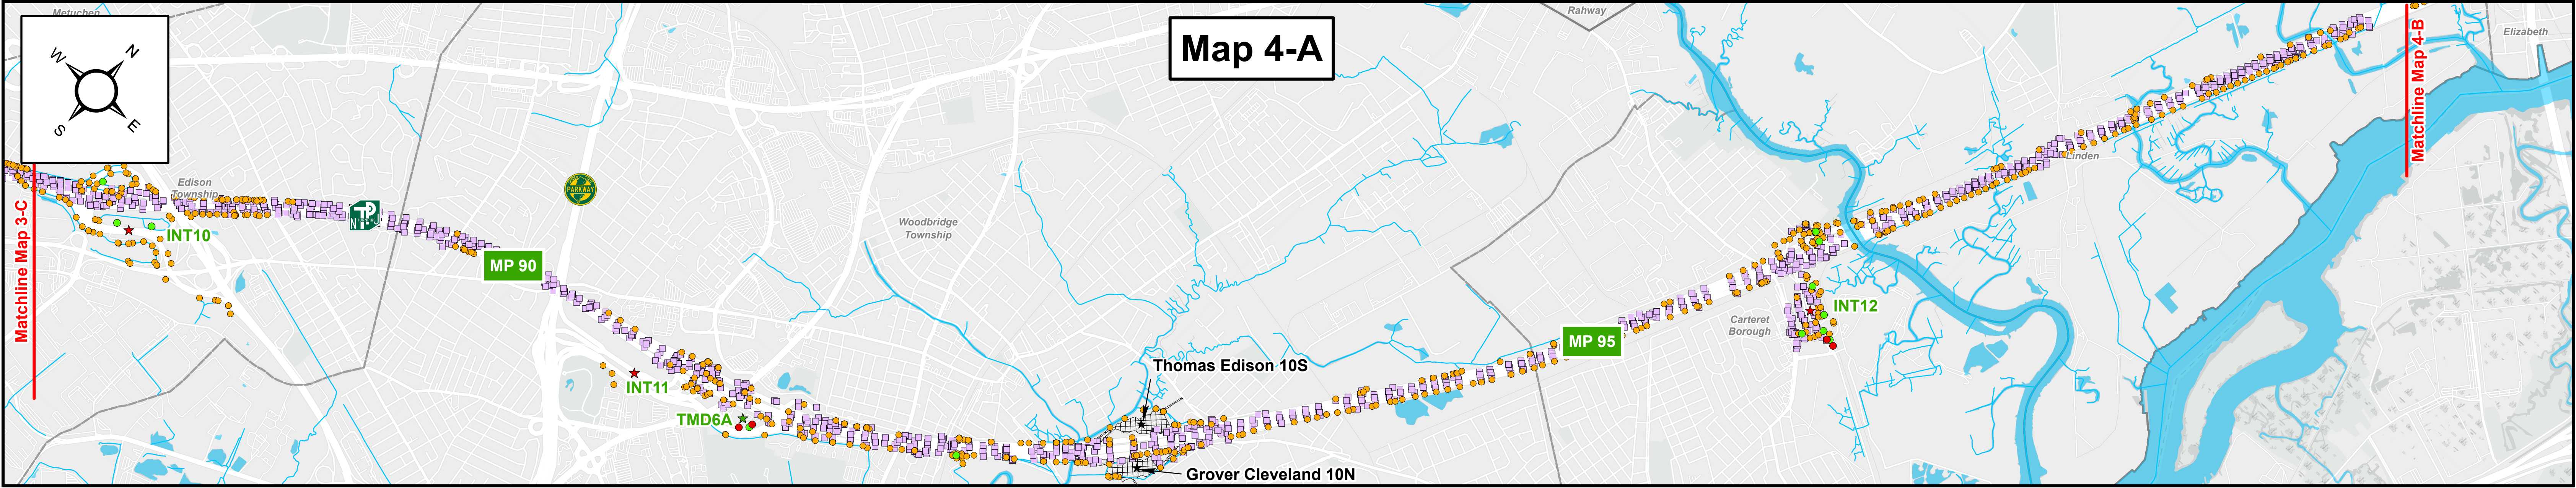 Metuchen
Rahway
Elizabeth
Map 4-A
N
W
S
E
Matchline Map 4-B
Edison
Township
Matchline Map 3-C
INT10
TP
PARKWAY
MP 90
Woodbridge
Township
Linden
INT11
TMD6A
Thomas Edison 10S
Grover Cleveland 10N
MP 95
Carteret
Borough
INT12